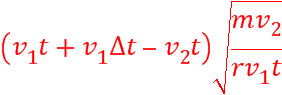 (v₁t + v₁Δt – v₂t) √(mv₂ / rv₁t)